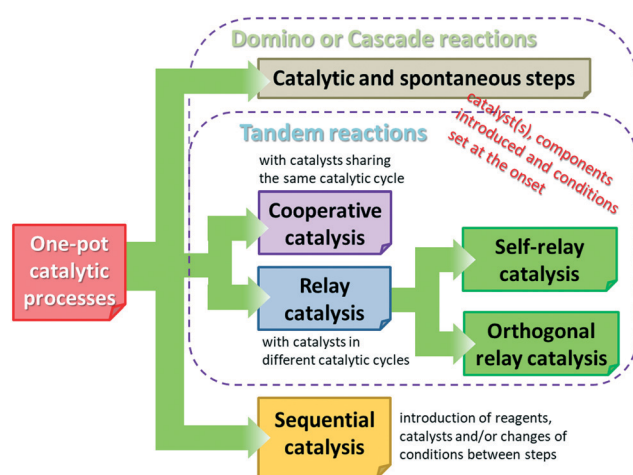 Domino or Cascade reactions
Catalytic and spontaneous steps
catalyst(s), components
introduced and conditions
set at the onset
Tandem reactions
with catalysts sharing
the same catalytic cycle
Cooperative
catalysis
One-pot
catalytic
processes
Relay
catalysis
with catalysts in
different catalytic cycles
Self-relay
catalysis
Orthogonal
relay catalysis
Sequential
catalysis
introduction of reagents,
catalysts and/or changes of
conditions between steps